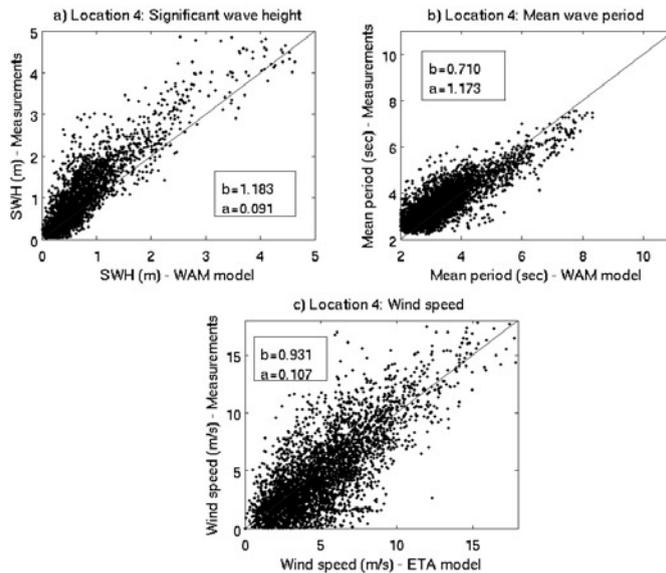 a) Location 4: Significant wave height
SWH (m) - Measurements
5
4
3
2
1
0
b=1.183
a=0.091
0 1 2 3 4 5
SWH (m) - WAM model
b) Location 4: Mean wave period
Mean period (sec) - Measurements
10
8
6
4
2
b=0.710
a=1.173
2 4 6 8 10
Mean period (sec) - WAM model
c) Location 4: Wind speed
Wind speed (m/s) - Measurements
15
10
5
0
b=0.931
a=0.107
0 5 10 15
Wind speed (m/s) - ETA model